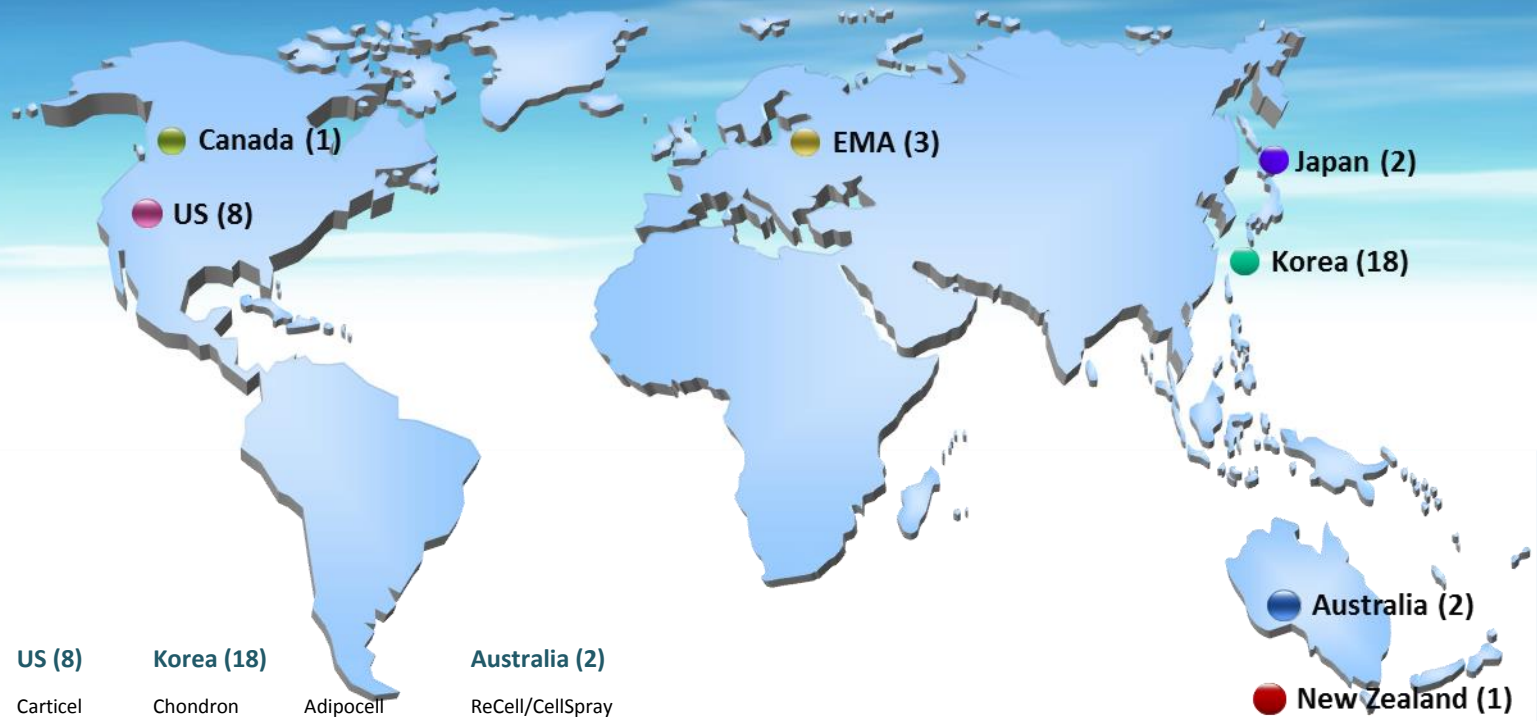 Canada (1)
EMA (3)
Japan (2)
US (8)
Korea (18)
Australia (2)
US (8) Korea (18) Australia (2)
Carticel Chondron Adipocell ReCell/CellSpray
New Zealand (1)